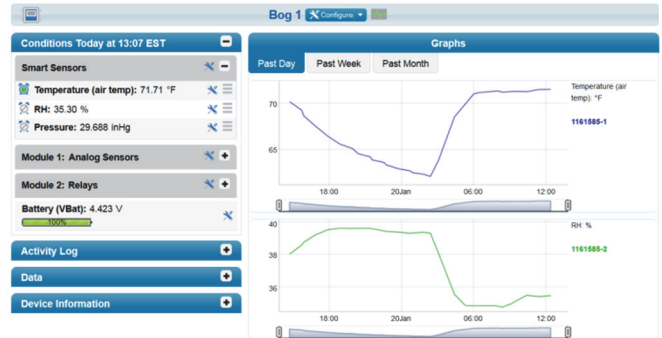 Bog 1 Configure
Conditions Today at 13:07 EST
Smart Sensors
Temperature (air temp): 71.71 °F
RH: 35.30 %
Pressure: 29.688 inHg
Module 1: Analog Sensors
Module 2: Relays
Battery (VBat): 4.423 V
100%
Activity Log
Data
Device Information
Graphs
Past Day Past Week Past Month
Temperature (air
temp): °F
1161585-1
70
65
18:00 20Jan 06:00 12:00
RH: %
1161585-2
40
38
36
18:00 20Jan 06:00 12:00